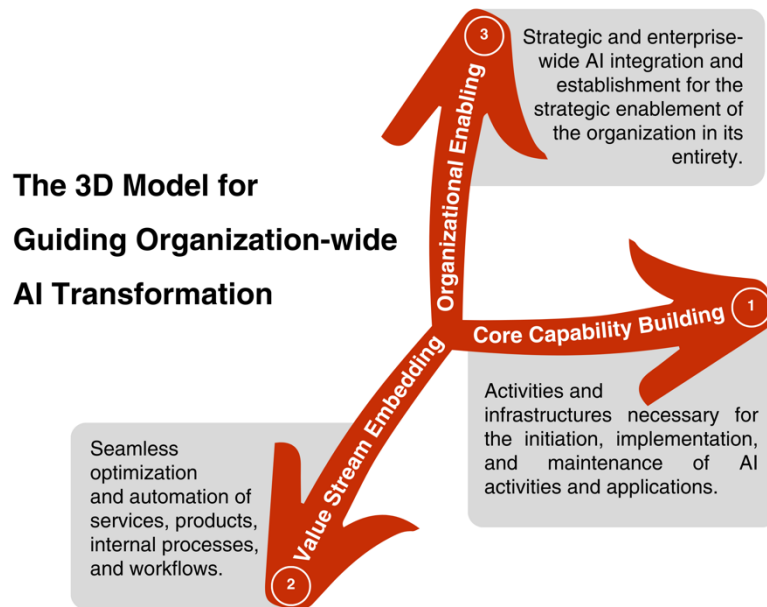 The 3D Model for
Guiding Organization-wide
AI Transformation
3
Organizational Enabling
Strategic and enterprise-
wide AI integration and
establishment for the
strategic enablement of
the organization in its
entirety.
1
Core Capability Building
Activities and
infrastructures necessary for
the initiation, implementation,
and maintenance of AI
activities and applications.
2
Value Stream Embedding
Seamless
optimization
and automation of
services, products,
internal processes,
and workflows.